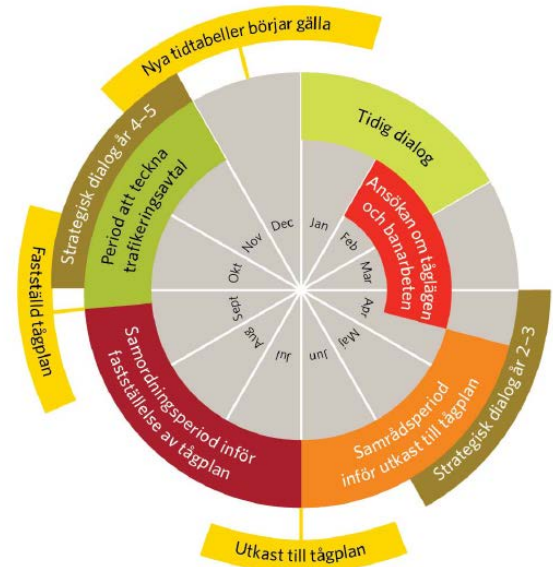 Nya tidtabeller börjar gälla
Tidig dialog
Ansökan om tåglägen
och banarbeten
Strategisk dialog år 2–3
Samrådsperiod
inför utkast till tågplan
Utkast till tågplan
Samordningsperiod inför
fastställelse av tågplan
Fastställd tågplan
Strategisk dialog år 4–5
Period att teckna
trafikeringsavtal
Jan
Feb
Mar
Apr
Maj
Jun
Jul
Aug
Sept
Okt
Nov
Dec